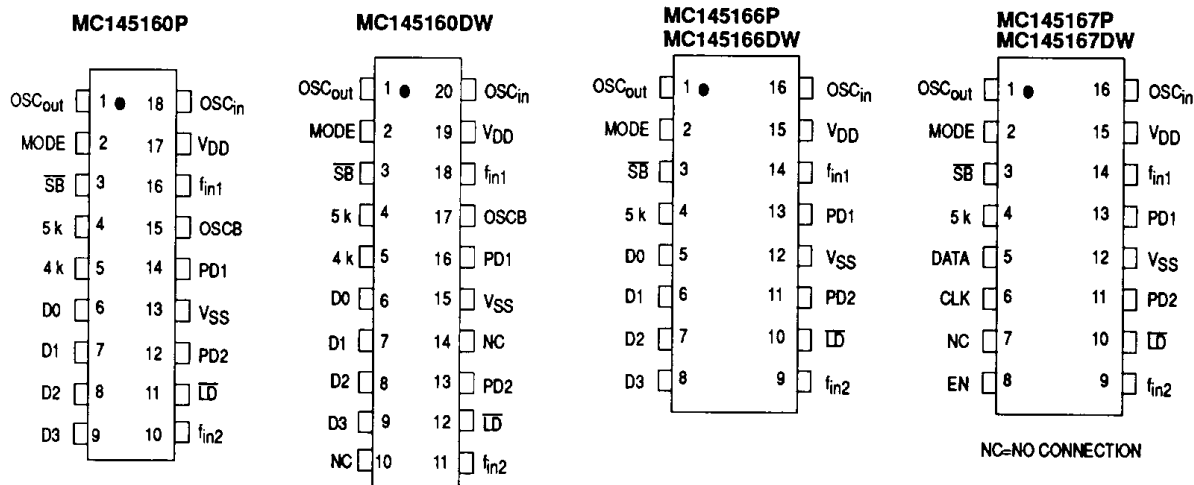 MC145160P
OSCout 1 18 OSCin
MODE 2 17 VDD
SB 3 16 fin1
5 k 4 15 OSCB
4 k 5 14 PD1
D0 6 13 VSS
D1 7 12 PD2
D2 8 11 LD
D3 9 10 fin2
MC145160DW
OSCout 1 20 OSCin
MODE 2 19 VDD
SB 3 18 fin1
5 k 4 17 OSCB
4 k 5 16 PD1
D0 6 15 VSS
D1 7 14 NC
D2 8 13 PD2
D3 9 12 LD
NC 10 11 fin2
MC145166P
MC145166DW
OSCout 1 16 OSCin
MODE 2 15 VDD
SB 3 14 fin1
5 k 4 13 PD1
D0 5 12 VSS
D1 6 11 PD2
D2 7 10 LD
D3 8 9 fin2
MC145167P
MC145167DW
OSCout 1 16 OSCin
MODE 2 15 VDD
SB 3 14 fin1
5 k 4 13 PD1
DATA 5 12 VSS
CLK 6 11 PD2
NC 7 10 LD
EN 8 9 fin2
NC=NO CONNECTION